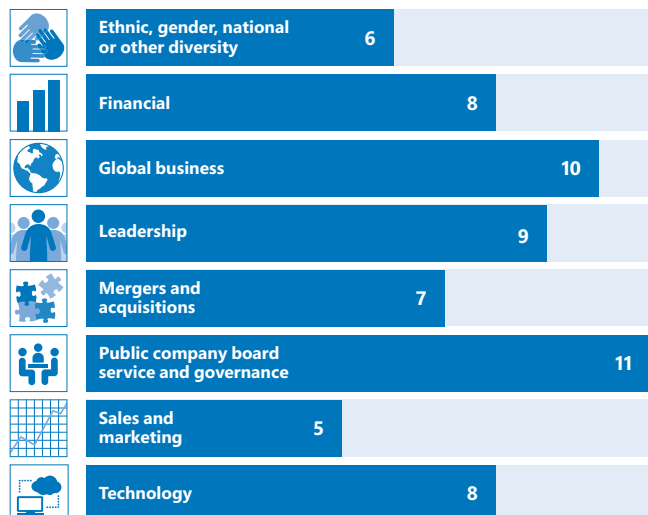 Ethnic, gender, national
or other diversity
6
Financial
8
Global business
10
Leadership
9
Mergers and
acquisitions
7
Public company board
service and governance
11
Sales and
marketing
5
Technology
8